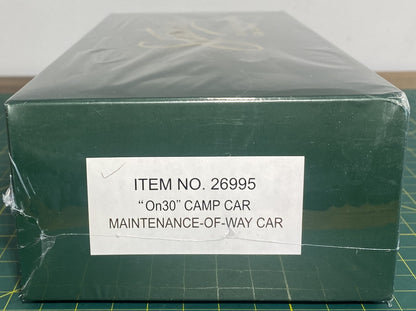 ITEM NO. 26995
“On30” CAMP CAR
MAINTENANCE-OF-WAY CAR